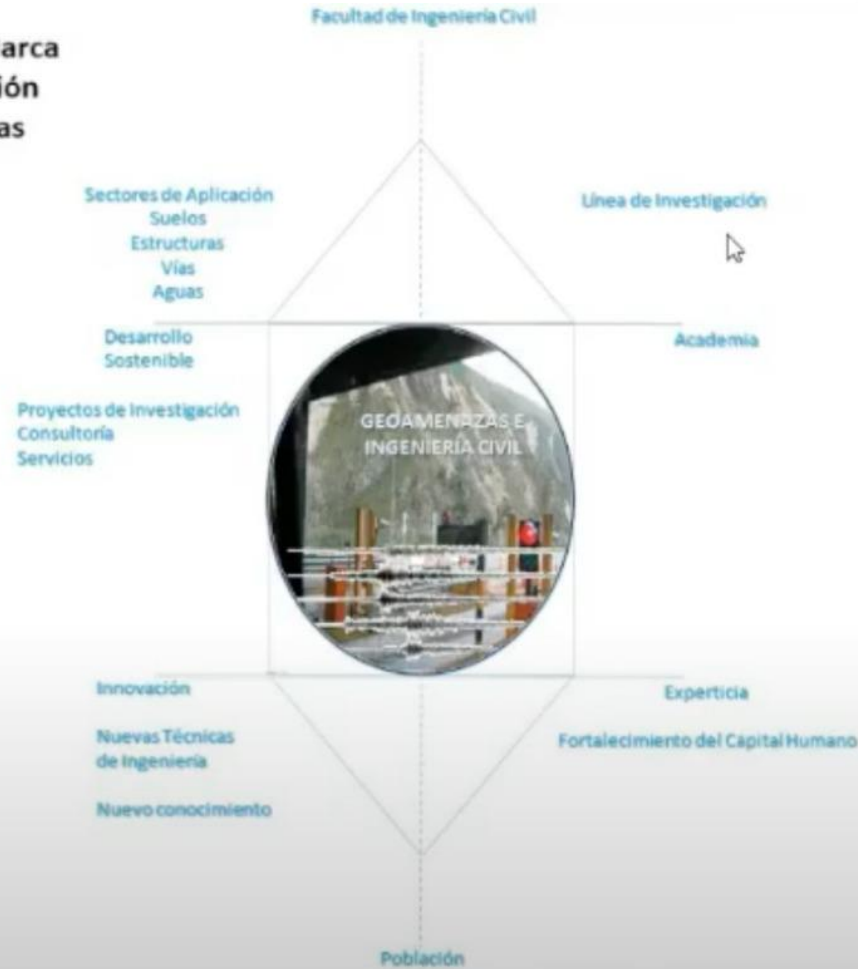 Facultad de Ingeniería Civil
arca
ión
as
Sectores de Aplicación
Suelos
Estructuras
Vías
Aguas
Línea de Investigación
Desarrollo
Sostenible
Academia
Proyectos de Investigación
Consultoría
Servicios
GEOAMENAZAS E
INGENIERÍA CIVIL
Innovación
Nuevas Técnicas
de Ingeniería
Nuevo conocimiento
Experticia
Fortalecimiento del Capital Humano
Población